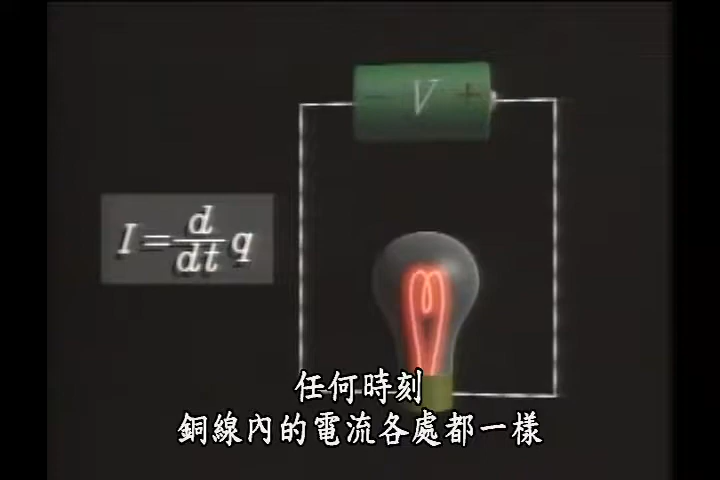 V
- +
I = d/dt q
任何時刻
銅線內的電流各處都一樣